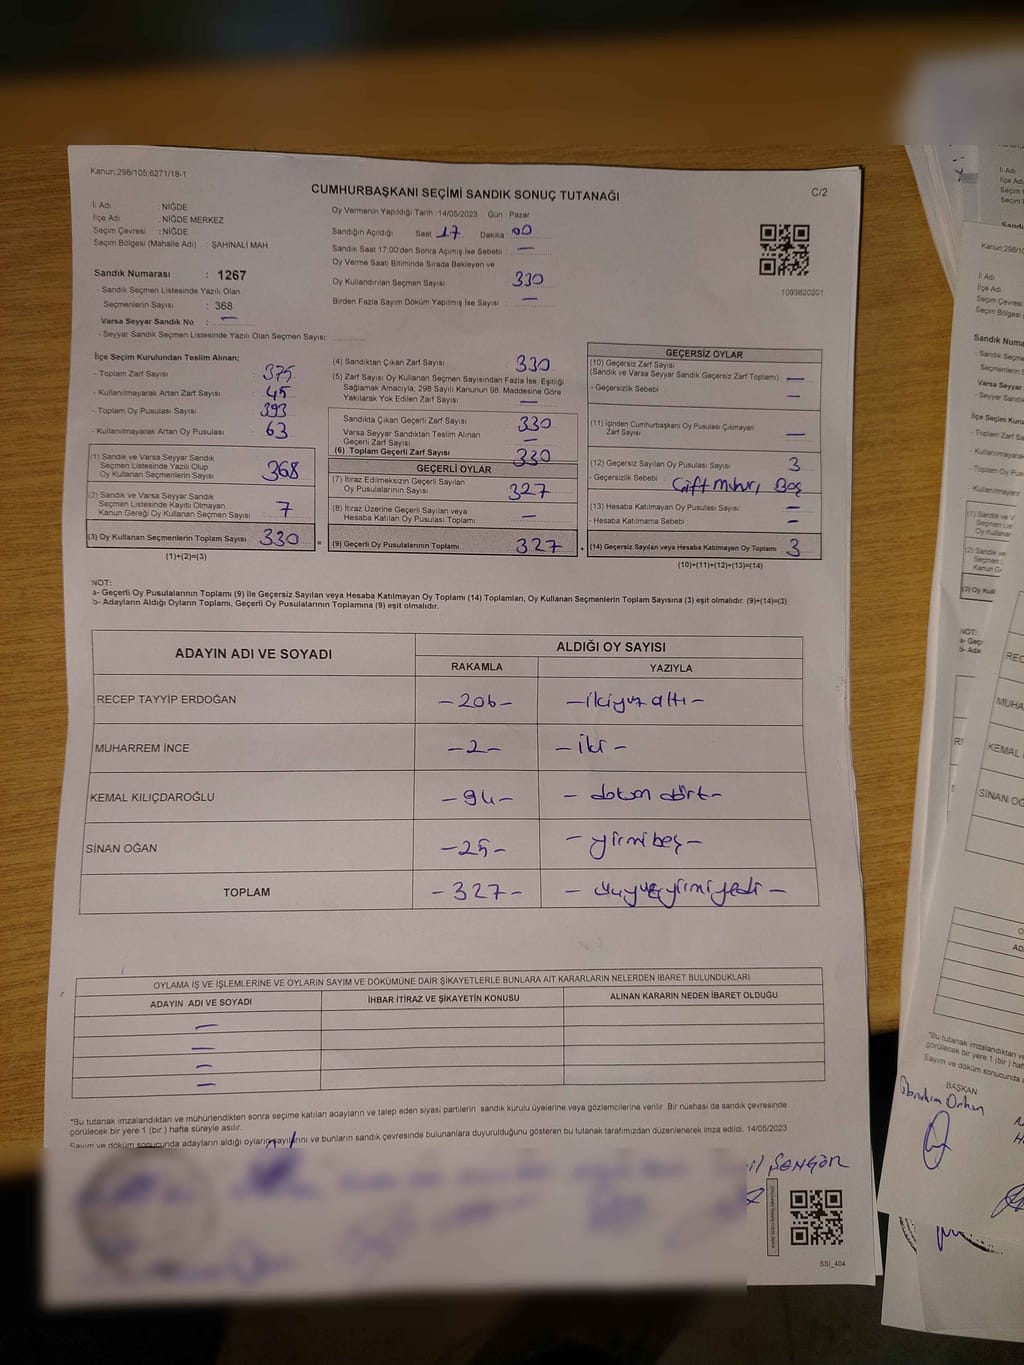 Kanun;298/105,6271/18-1
CUMHURBAŞKANI SEÇİMİ SANDIK SONUÇ TUTANAĞI
C/2
İl Adı : NİĞDE
İlçe Adı : NİĞDE MERKEZ
Seçim Çevresi : NİĞDE
Seçim Bölgesi (Mahalle Adı) : ŞAHİNALİ MAH
Sandık Numarası : 1267
- Sandık Seçmen Listesinde Yazılı Olan
Seçmenlerin Sayısı : 368
Varsa Seyyar Sandık No : —
- Seyyar Sandık Seçmen Listesinde Yazılı Olan Seçmen Sayısı:
Oy Vermenin Yapıldığı Tarih : 14/05/2023 Gün : Pazar
Sandığın Açıldığı Saat 17 Dakika 00
Sandık Saat 17:00'den Sonra Açımış İse Sebebi : —
Oy Verme Saati Bitiminde Sırada Bekleyen ve
Oy Kullandırılan Seçmen Sayısı : 330
Birden Fazla Sayım Döküm Yapılmış İse Sayısı : —
1093820201
İlçe Seçim Kurulundan Teslim Alınan;
- Toplam Zarf Sayısı : 375
- Kullanılmayarak Artan Zarf Sayısı : 45
- Toplam Oy Pusulası Sayısı : 393
- Kullanılmayarak Artan Oy Pusulası : 63
(1) Sandık ve Varsa Seyyar Sandık
Seçmen Listesinde Yazılı Olup
Oy Kullanan Seçmenlerin Sayısı : 368
(2) Sandık ve Varsa Seyyar Sandık
Seçmen Listesinde Kayıtlı Olmayan
Kanun Gereği Oy Kullanan Seçmen Sayısı : 7
(3) Oy Kullanan Seçmenlerin Toplam Sayısı : 330
(1)+(2)=(3)
(4) Sandıktan Çıkan Zarf Sayısı : 330
(5) Zarf Sayısı Oy Kullanan Seçmen Sayısından Fazla İse, Eşitliği
Sağlamak Amacıyla, 298 Sayılı Kanunun 98. Maddesine Göre
Yakılarak Yok Edilen Zarf Sayısı : —
Sandıkta Çıkan Geçerli Zarf Sayısı : 330
Varsa Seyyar Sandıktan Teslim Alınan
Geçerli Zarf Sayısı : —
(6) Toplam Geçerli Zarf Sayısı : 330
GEÇERLİ OYLAR
(7) İtiraz Edilmeksizin Geçerli Sayılan
Oy Pusulalarının Sayısı : 327
(8) İtiraz Üzerine Geçerli Sayılan veya
Hesaba Katılan Oy Pusulası Toplamı : —
= (9) Geçerli Oy Pusulalarının Toplamı : 327
GEÇERSİZ OYLAR
(10) Geçersiz Zarf Sayısı
(Sandık ve Varsa Seyyar Sandık Geçersiz Zarf Toplamı) : —
- Geçersizlik Sebebi : —
(11) İçinden Cumhurbaşkanı Oy Pusulası Çıkmayan
Zarf Sayısı : —
(12) Geçersiz Sayılan Oy Pusulası Sayısı : 3
- Geçersizlik Sebebi : Çift mühür, Boş
(13) Hesaba Katılmayan Oy Pusulası Sayısı : —
- Hesaba Katılmama Sebebi : —
+ (14) Geçersiz Sayılan veya Hesaba Katılmayan Oy Toplamı : 3
(10)+(11)+(12)+(13)=(14)
NOT:
a- Geçerli Oy Pusulalarının Toplamı (9) ile Geçersiz Sayılan veya Hesaba Katılmayan Oy Toplamı (14) Toplamları, Oy Kullanan Seçmenlerin Toplam Sayısına (3) eşit olmalıdır. (9)+(14)=(3)
b- Adayların Aldığı Oyların Toplamı, Geçerli Oy Pusulalarının Toplamına (9) eşit olmalıdır.
ADAYIN ADI VE SOYADI ALDIĞI OY SAYISI
RAKAMLA YAZIYLA
RECEP TAYYİP ERDOĞAN -206- -ikiyüz altı-
MUHARREM İNCE -2- -iki-
KEMAL KILIÇDAROĞLU -94- -doksan dört-
SİNAN OĞAN -25- -yirmibeş-
TOPLAM -327- -üçyüzyirmiyedi-
OYLAMA İŞ VE İŞLEMLERİNE VE OYLARIN SAYIM VE DÖKÜMÜNE DAİR ŞİKAYETLERLE BUNLARA AİT KARARLARIN NELERDEN İBARET BULUNDUKLARI
ADAYIN ADI VE SOYADI İHBAR İTİRAZ VE ŞİKAYETİN KONUSU ALINAN KARARIN NEDEN İBARET OLDUĞU
—
—
—
—
*Bu tutanak imzalandıktan ve mühürlendikten sonra seçime katılan adayların ve talep eden siyasi partilerin sandık kurulu üyelerine veya gözlemcilerine verilir .Bir nüshası da sandık çevresinde
görülecek bir yere 1 (bir ) hafta süreyle asılır.
Sayım ve döküm sonucunda adayların aldığı oyların sayılarını ve bunların sandık çevresinde bulunanlara duyurulduğunu gösteren bu tutanak tarafımızdan düzenlenerek imza edildi. 14/05/2023
ŞENGÖR
SSI_404
BAŞKAN
İbrahim Orhan